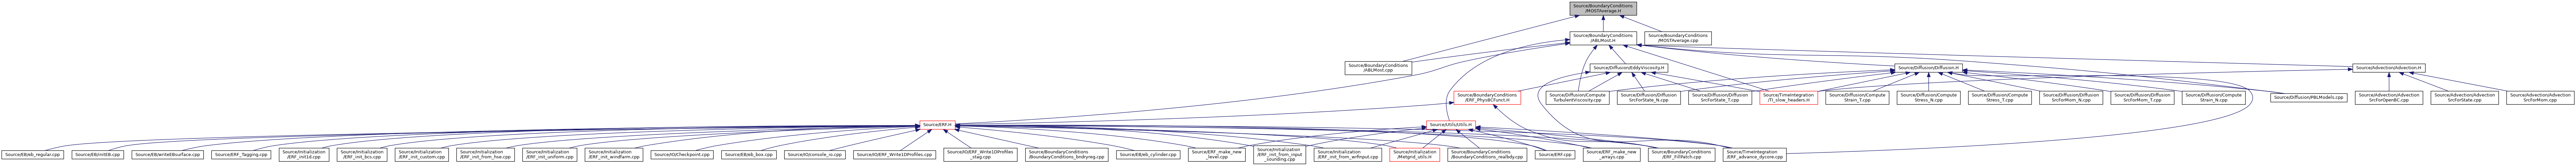 Source/BoundaryConditions
/MOSTAverage.H
Source/BoundaryConditions
/ABLMost.H
Source/BoundaryConditions
/MOSTAverage.cpp
Source/BoundaryConditions
/ABLMost.cpp
Source/Diffusion/EddyViscosity.H
Source/Diffusion/Diffusion.H
Source/Advection/Advection.H
Source/BoundaryConditions
/ERF_PhysBCFunct.H
Source/Diffusion/Compute
TurbulentViscosity.cpp
Source/Diffusion/Diffusion
SrcForState_N.cpp
Source/Diffusion/Diffusion
SrcForState_T.cpp
Source/TimeIntegration
/TI_slow_headers.H
Source/Diffusion/Compute
Strain_T.cpp
Source/Diffusion/Compute
Stress_N.cpp
Source/Diffusion/Compute
Stress_T.cpp
Source/Diffusion/Diffusion
SrcForMom_N.cpp
Source/Diffusion/Diffusion
SrcForMom_T.cpp
Source/Diffusion/Compute
Strain_N.cpp
Source/Diffusion/PBLModels.cpp
Source/Advection/Advection
SrcForOpenBC.cpp
Source/Advection/Advection
SrcForState.cpp
Source/Advection/Advection
SrcForMom.cpp
Source/ERF.H
Source/Utils/Utils.H
Source/EB/eb_regular.cpp
Source/EB/initEB.cpp
Source/EB/writeEBsurface.cpp
Source/ERF_Tagging.cpp
Source/Initialization
/ERF_init1d.cpp
Source/Initialization
/ERF_init_bcs.cpp
Source/Initialization
/ERF_init_custom.cpp
Source/Initialization
/ERF_init_from_hse.cpp
Source/Initialization
/ERF_init_uniform.cpp
Source/Initialization
/ERF_init_windfarm.cpp
Source/IO/Checkpoint.cpp
Source/EB/eb_box.cpp
Source/IO/console_io.cpp
Source/IO/ERF_Write1DProfiles.cpp
Source/IO/ERF_Write1DProfiles
_stag.cpp
Source/BoundaryConditions
/BoundaryConditions_bndryreg.cpp
Source/EB/eb_cylinder.cpp
Source/ERF_make_new
_level.cpp
Source/Initialization
/ERF_init_from_input
_sounding.cpp
Source/Initialization
/ERF_init_from_wrfinput.cpp
Source/Initialization
/Metgrid_utils.H
Source/BoundaryConditions
/BoundaryConditions_realbdy.cpp
Source/ERF.cpp
Source/ERF_make_new
_arrays.cpp
Source/BoundaryConditions
/ERF_FillPatch.cpp
Source/TimeIntegration
/ERF_advance_dycore.cpp